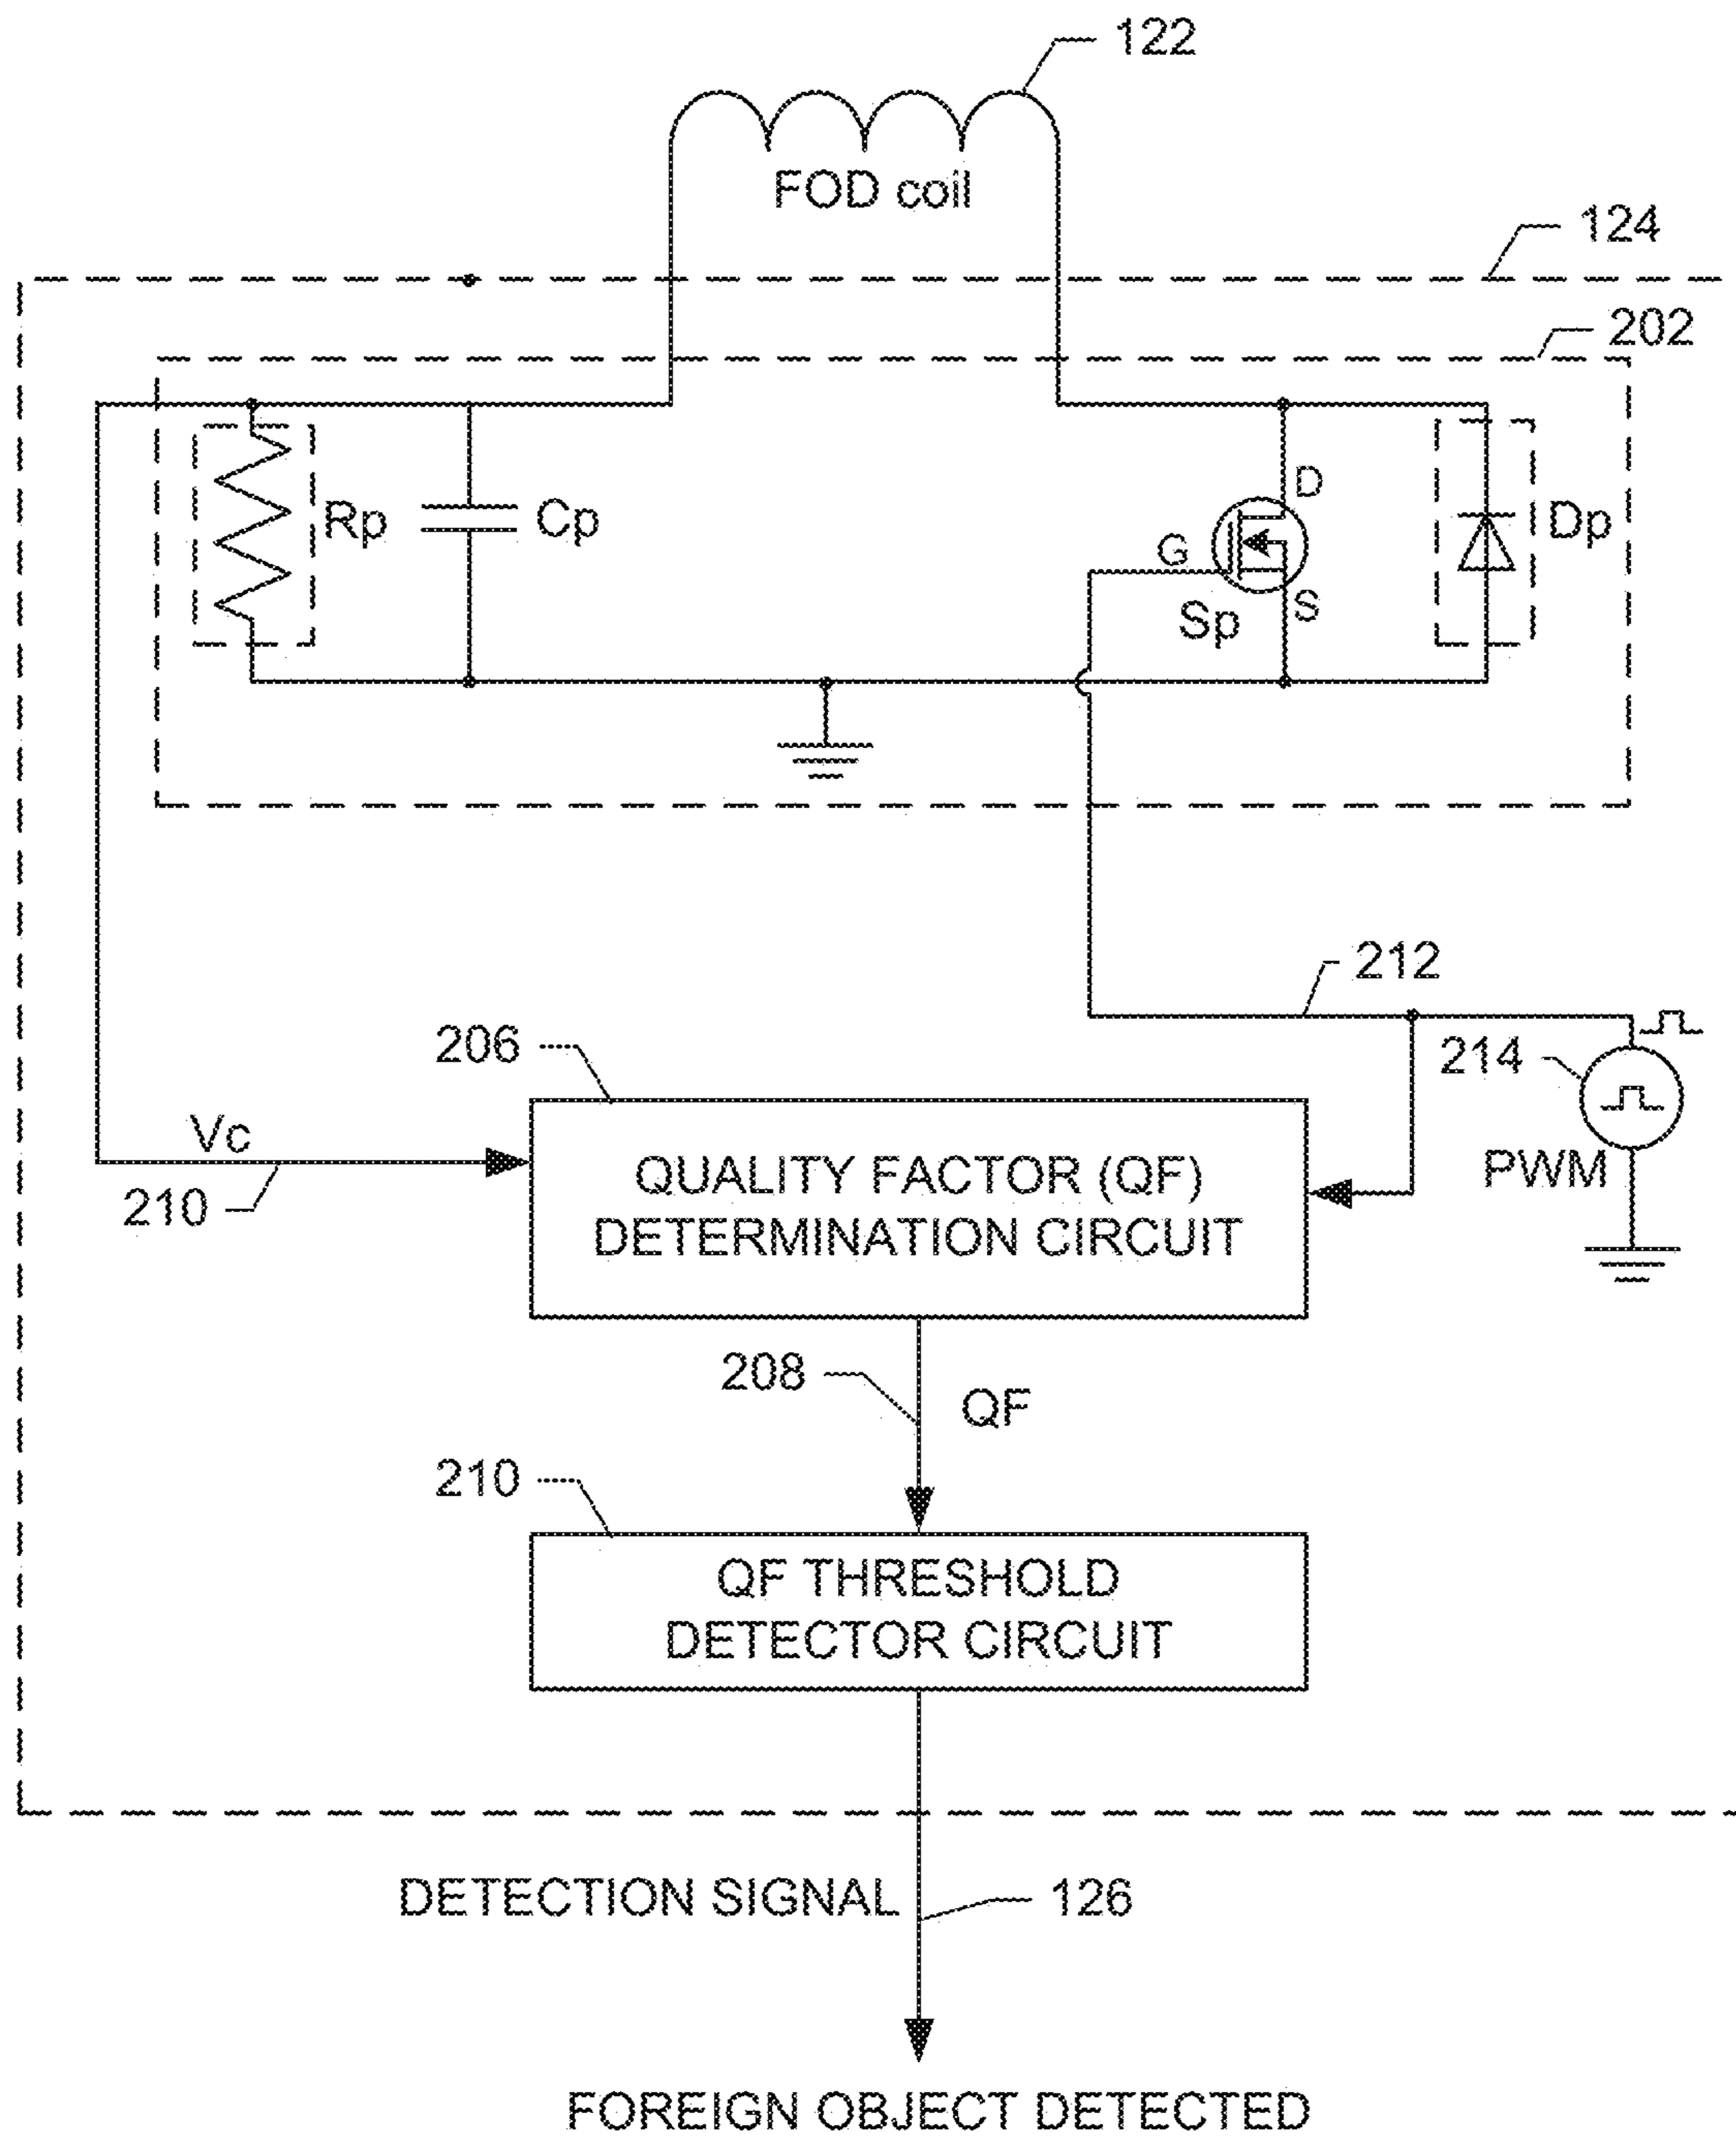 122
FOD coil
124
202
Rp
Cp
D
G
S
Sp
Dp
212
206
214
Vc
210
PWM
QUALITY FACTOR (QF)
DETERMINATION CIRCUIT
208
QF
210
QF THRESHOLD
DETECTOR CIRCUIT
DETECTION SIGNAL
126
FOREIGN OBJECT DETECTED